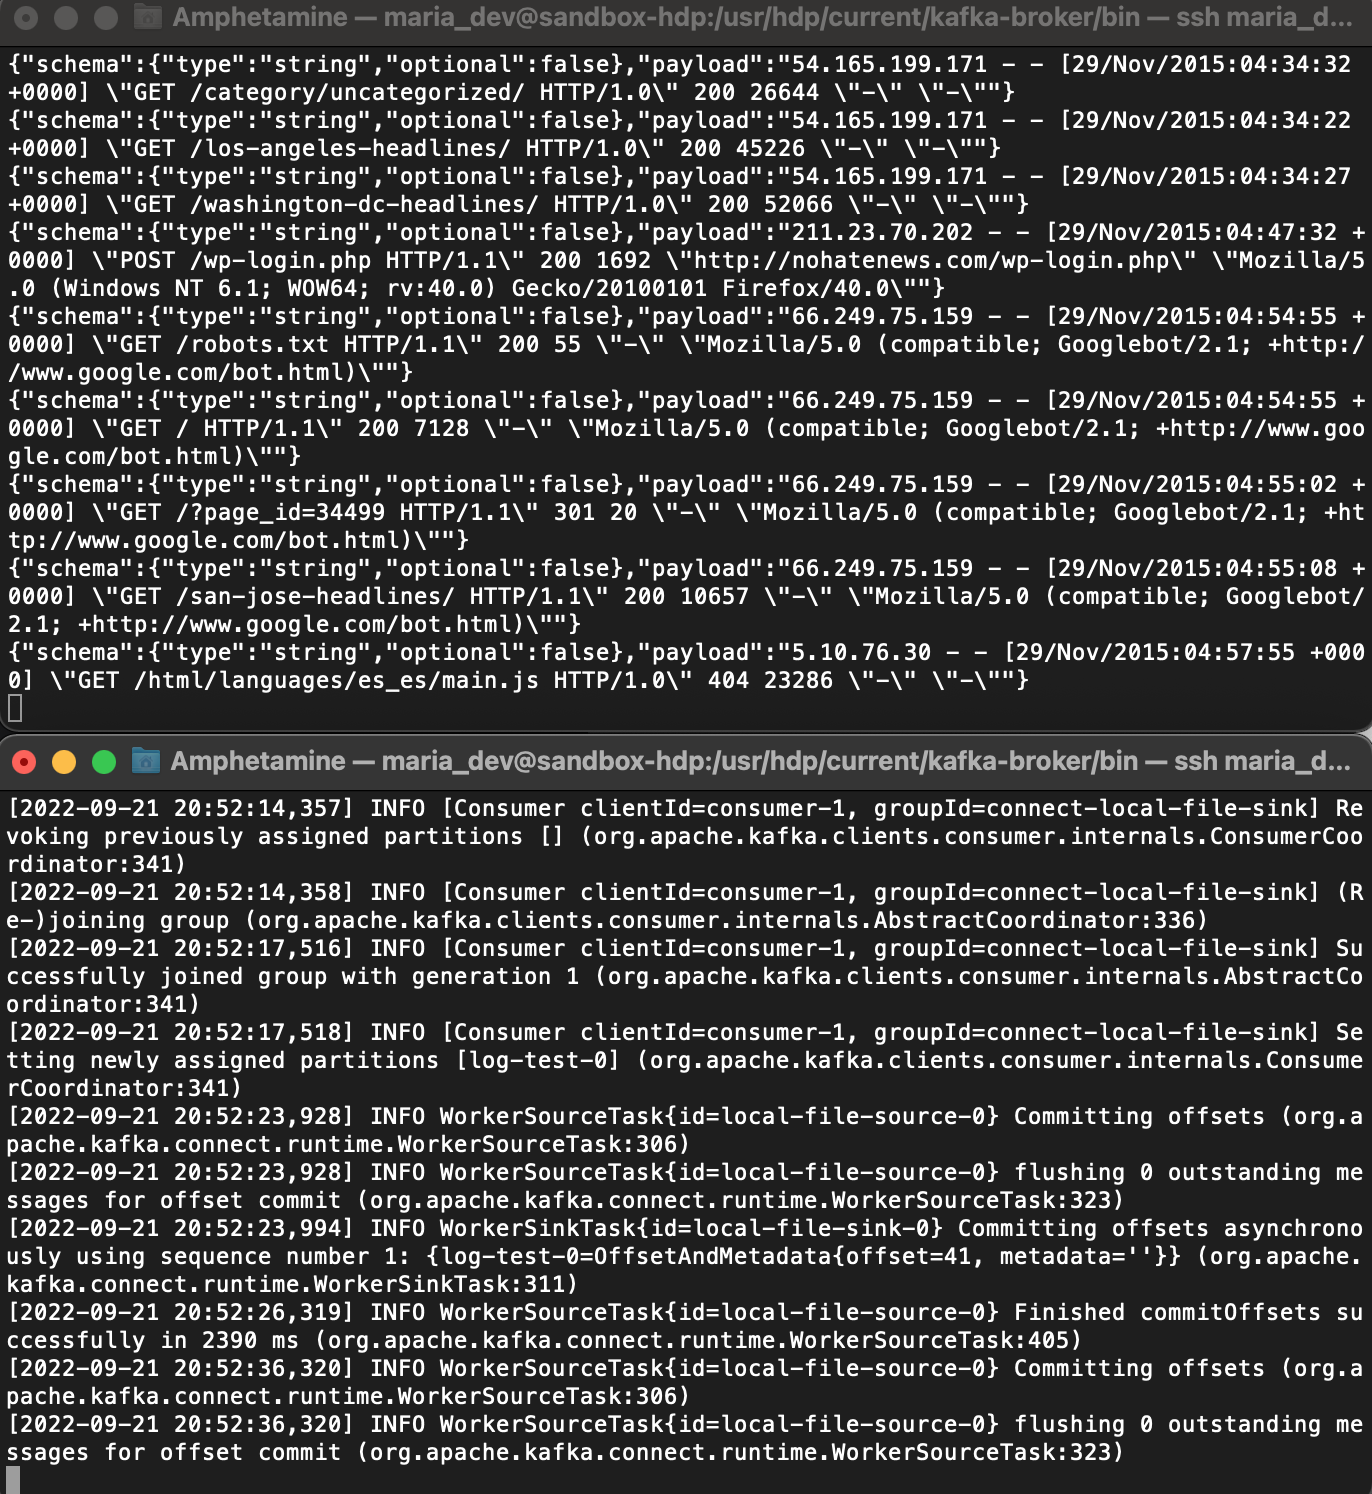 Amphetamine — maria_dev@sandbox-hdp:/usr/hdp/current/kafka-broker/bin — ssh maria_d...
{"schema":{"type":"string","optional":false},"payload":"54.165.199.171 - - [29/Nov/2015:04:34:32
+0000] \"GET /category/uncategorized/ HTTP/1.0\" 200 26644 \"-\" \"-\""}
{"schema":{"type":"string","optional":false},"payload":"54.165.199.171 - - [29/Nov/2015:04:34:22
+0000] \"GET /los-angeles-headlines/ HTTP/1.0\" 200 45226 \"-\" \"-\""}
{"schema":{"type":"string","optional":false},"payload":"54.165.199.171 - - [29/Nov/2015:04:34:27
+0000] \"GET /washington-dc-headlines/ HTTP/1.0\" 200 52066 \"-\" \"-\""}
{"schema":{"type":"string","optional":false},"payload":"211.23.70.202 - - [29/Nov/2015:04:47:32 +
0000] \"POST /wp-login.php HTTP/1.1\" 200 1692 \"http://nohatenews.com/wp-login.php\" \"Mozilla/5
.0 (Windows NT 6.1; WOW64; rv:40.0) Gecko/20100101 Firefox/40.0\""}
{"schema":{"type":"string","optional":false},"payload":"66.249.75.159 - - [29/Nov/2015:04:54:55 +
0000] \"GET /robots.txt HTTP/1.1\" 200 55 \"-\" \"Mozilla/5.0 (compatible; Googlebot/2.1; +http:/
/www.google.com/bot.html)\""}
{"schema":{"type":"string","optional":false},"payload":"66.249.75.159 - - [29/Nov/2015:04:54:55 +
0000] \"GET / HTTP/1.1\" 200 7128 \"-\" \"Mozilla/5.0 (compatible; Googlebot/2.1; +http://www.goo
gle.com/bot.html)\""}
{"schema":{"type":"string","optional":false},"payload":"66.249.75.159 - - [29/Nov/2015:04:55:02 +
0000] \"GET /?page_id=34499 HTTP/1.1\" 301 20 \"-\" \"Mozilla/5.0 (compatible; Googlebot/2.1; +ht
tp://www.google.com/bot.html)\""}
{"schema":{"type":"string","optional":false},"payload":"66.249.75.159 - - [29/Nov/2015:04:55:08 +
0000] \"GET /san-jose-headlines/ HTTP/1.1\" 200 10657 \"-\" \"Mozilla/5.0 (compatible; Googlebot/
2.1; +http://www.google.com/bot.html)\""}
{"schema":{"type":"string","optional":false},"payload":"5.10.76.30 - - [29/Nov/2015:04:57:55 +000
0] \"GET /html/languages/es_es/main.js HTTP/1.0\" 404 23286 \"-\" \"-\""}
Amphetamine — maria_dev@sandbox-hdp:/usr/hdp/current/kafka-broker/bin — ssh maria_d...
[2022-09-21 20:52:14,357] INFO [Consumer clientId=consumer-1, groupId=connect-local-file-sink] Re
voking previously assigned partitions [] (org.apache.kafka.clients.consumer.internals.ConsumerCoo
rdinator:341)
[2022-09-21 20:52:14,358] INFO [Consumer clientId=consumer-1, groupId=connect-local-file-sink] (R
e-)joining group (org.apache.kafka.clients.consumer.internals.AbstractCoordinator:336)
[2022-09-21 20:52:17,516] INFO [Consumer clientId=consumer-1, groupId=connect-local-file-sink] Su
ccessfully joined group with generation 1 (org.apache.kafka.clients.consumer.internals.AbstractCo
ordinator:341)
[2022-09-21 20:52:17,518] INFO [Consumer clientId=consumer-1, groupId=connect-local-file-sink] Se
tting newly assigned partitions [log-test-0] (org.apache.kafka.clients.consumer.internals.Consume
rCoordinator:341)
[2022-09-21 20:52:23,928] INFO WorkerSourceTask{id=local-file-source-0} Committing offsets (org.a
pache.kafka.connect.runtime.WorkerSourceTask:306)
[2022-09-21 20:52:23,928] INFO WorkerSourceTask{id=local-file-source-0} flushing 0 outstanding me
ssages for offset commit (org.apache.kafka.connect.runtime.WorkerSourceTask:323)
[2022-09-21 20:52:23,994] INFO WorkerSinkTask{id=local-file-sink-0} Committing offsets asynchrono
usly using sequence number 1: {log-test-0=OffsetAndMetadata{offset=41, metadata=''}} (org.apache.
kafka.connect.runtime.WorkerSinkTask:311)
[2022-09-21 20:52:26,319] INFO WorkerSourceTask{id=local-file-source-0} Finished commitOffsets su
ccessfully in 2390 ms (org.apache.kafka.connect.runtime.WorkerSourceTask:405)
[2022-09-21 20:52:36,320] INFO WorkerSourceTask{id=local-file-source-0} Committing offsets (org.a
pache.kafka.connect.runtime.WorkerSourceTask:306)
[2022-09-21 20:52:36,320] INFO WorkerSourceTask{id=local-file-source-0} flushing 0 outstanding me
ssages for offset commit (org.apache.kafka.connect.runtime.WorkerSourceTask:323)